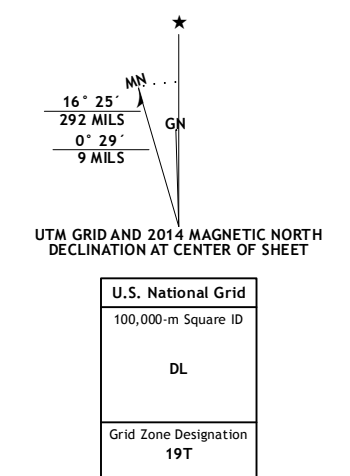 ★
MN
GN
16° 25´
292 MILS
0° 29´
9 MILS
UTM GRID AND 2014 MAGNETIC NORTH
DECLINATION AT CENTER OF SHEET
U.S. National Grid
100,000-m Square ID
DL
Grid Zone Designation
19T